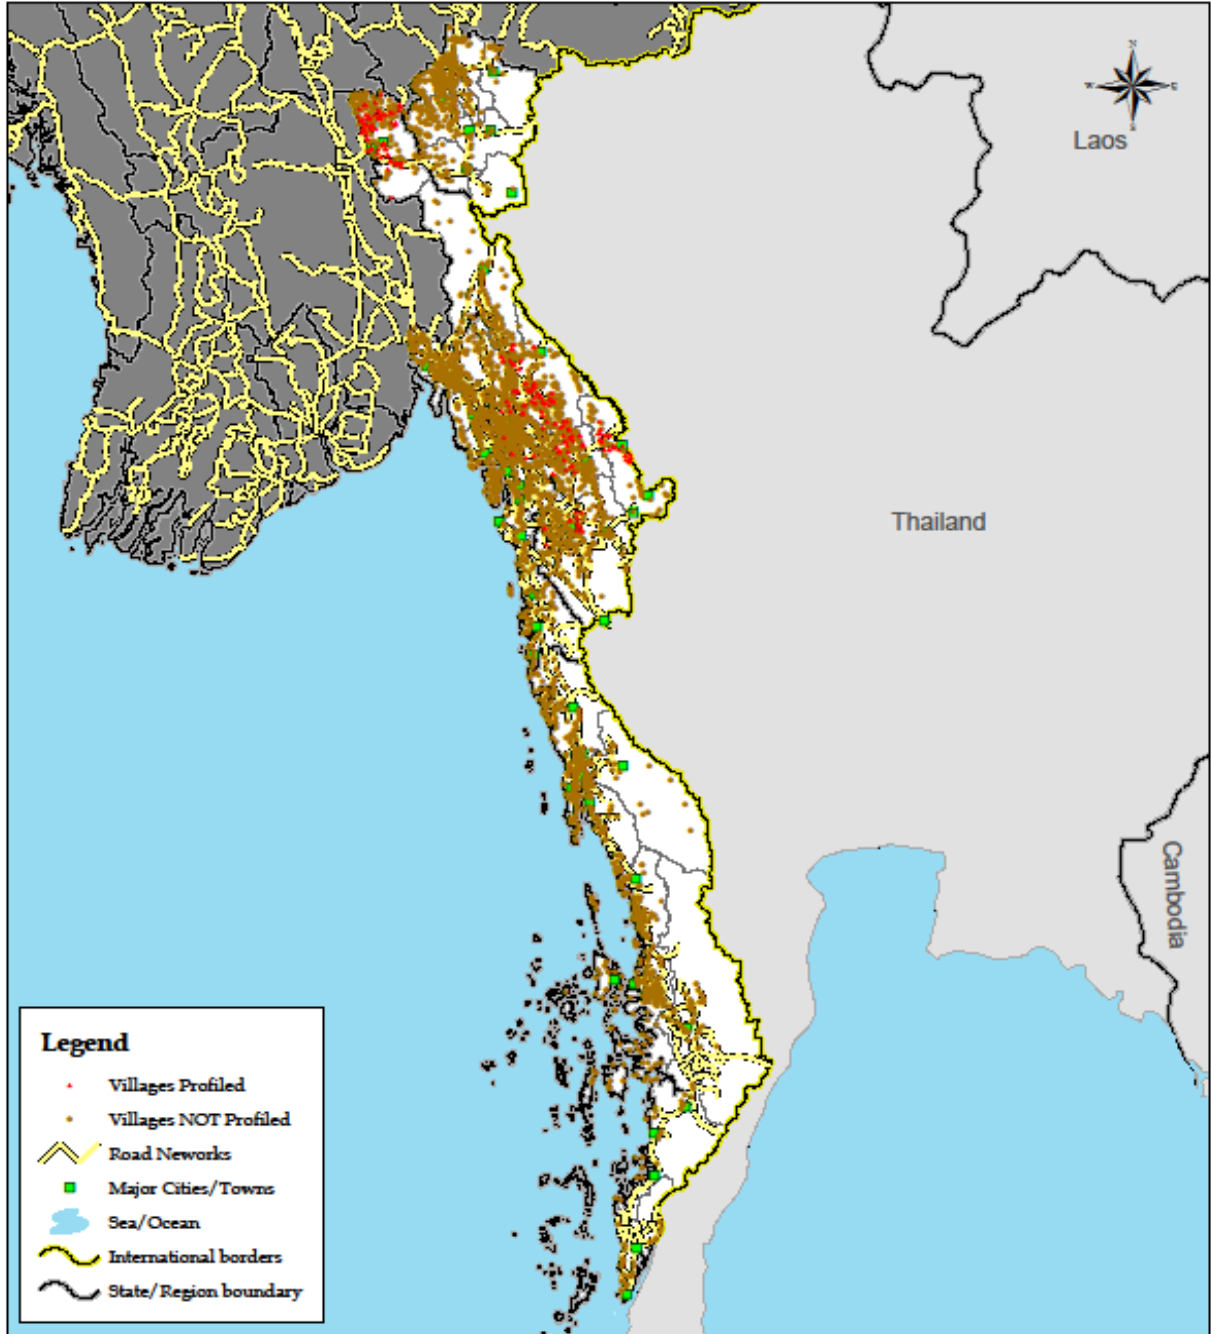 N
W
E
S
Laos
Thailand
Cambodia
Legend
Villages Profiled
Villages NOT Profiled
Road Neworks
Major Cities/Towns
Sea/Ocean
International borders
State/Region boundary